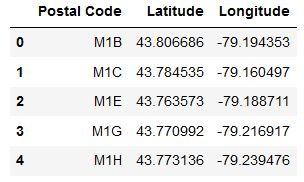 Postal Code Latitude Longitude
0 M1B 43.806686 -79.194353
1 M1C 43.784535 -79.160497
2 M1E 43.763573 -79.188711
3 M1G 43.770992 -79.216917
4 M1H 43.773136 -79.239476